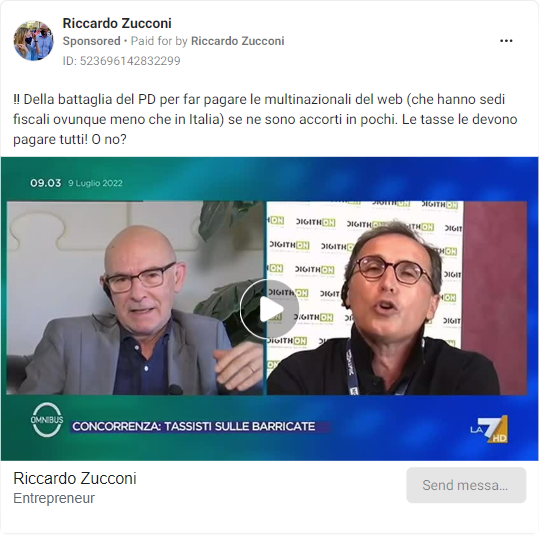 Riccardo Zucconi
Sponsored • Paid for by Riccardo Zucconi
ID: 523696142832299
!! Della battaglia del PD per far pagare le multinazionali del web (che hanno sedi
fiscali ovunque meno che in Italia) se ne sono accorti in pochi. Le tasse le devono
pagare tutti! O no?
09.03 9 Luglio 2022
DIGITHON DIGITHON
DIGITHON DIGITHON
OMNIBUS
CONCORRENZA: TASSISTI SULLE BARRICATE
LA 7 HD
Riccardo Zucconi
Entrepreneur
Send messa...